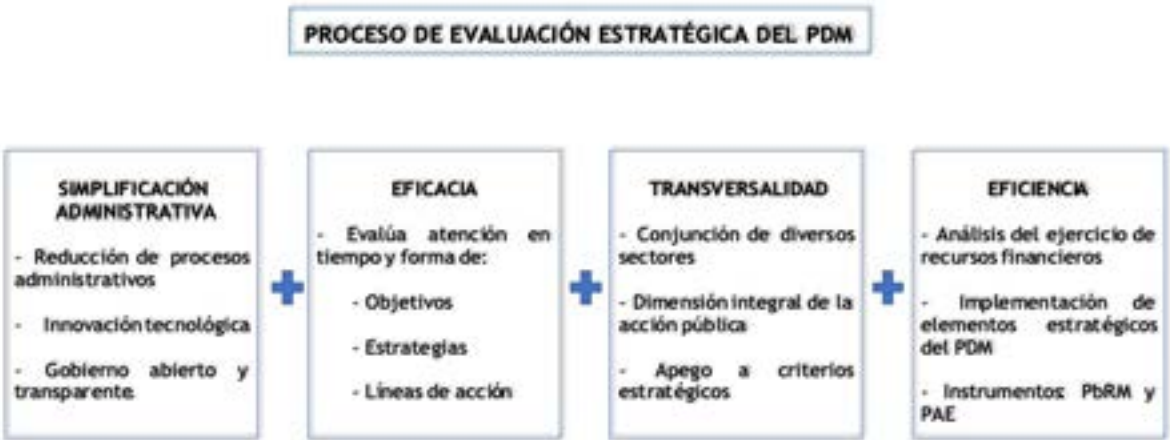 PROCESO DE EVALUACIÓN ESTRATÉGICA DEL PDM
SIMPLIFICACIÓN
ADMINISTRATIVA
- Reducción de procesos
administrativos
- Innovación tecnológica
- Gobierno abierto y
transparente.
EFICACIA
- Evalúa atención en
tiempo y forma de:
- Objetivos
- Estrategias
- Líneas de acción
TRANSVERSALIDAD
- Conjunción de diversos
sectores
- Dimensión integral de la
acción pública
- Apego a criterios
estratégicos
EFICIENCIA
- Análisis del ejercicio de
recursos financieros
- Implementación de
elementos estratégicos
del PDM
- Instrumentos: PbRM y
PAE